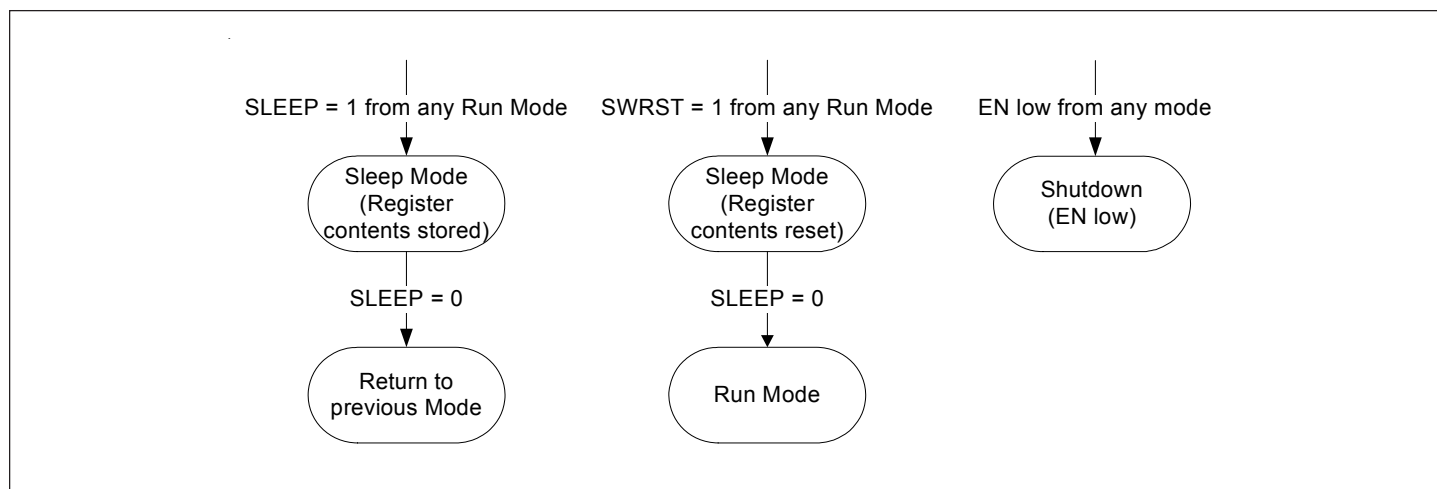 SLEEP = 1 from any Run Mode
SWRST = 1 from any Run Mode
EN low from any mode
Sleep Mode
(Register
contents stored)
Sleep Mode
(Register
contents reset)
Shutdown
(EN low)
SLEEP = 0
SLEEP = 0
Return to
previous Mode
Run Mode